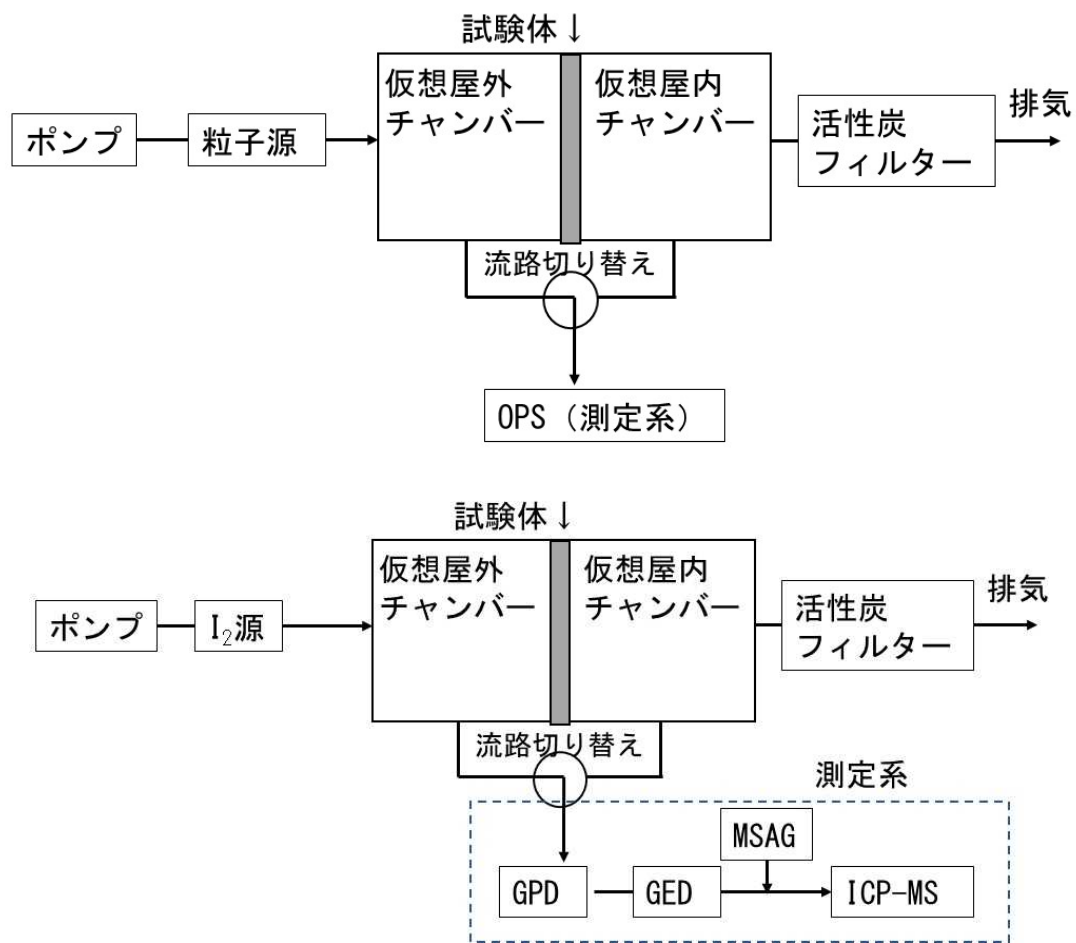 試験体↓
仮想屋外
チャンバー
仮想屋内
チャンバー
ポンプ
粒子源
活性炭
フィルター
排気
流路切り替え
OPS（測定系）
試験体↓
仮想屋外
チャンバー
仮想屋内
チャンバー
ポンプ
I₂源
活性炭
フィルター
排気
流路切り替え
測定系
MSAG
GPD
GED
ICP-MS